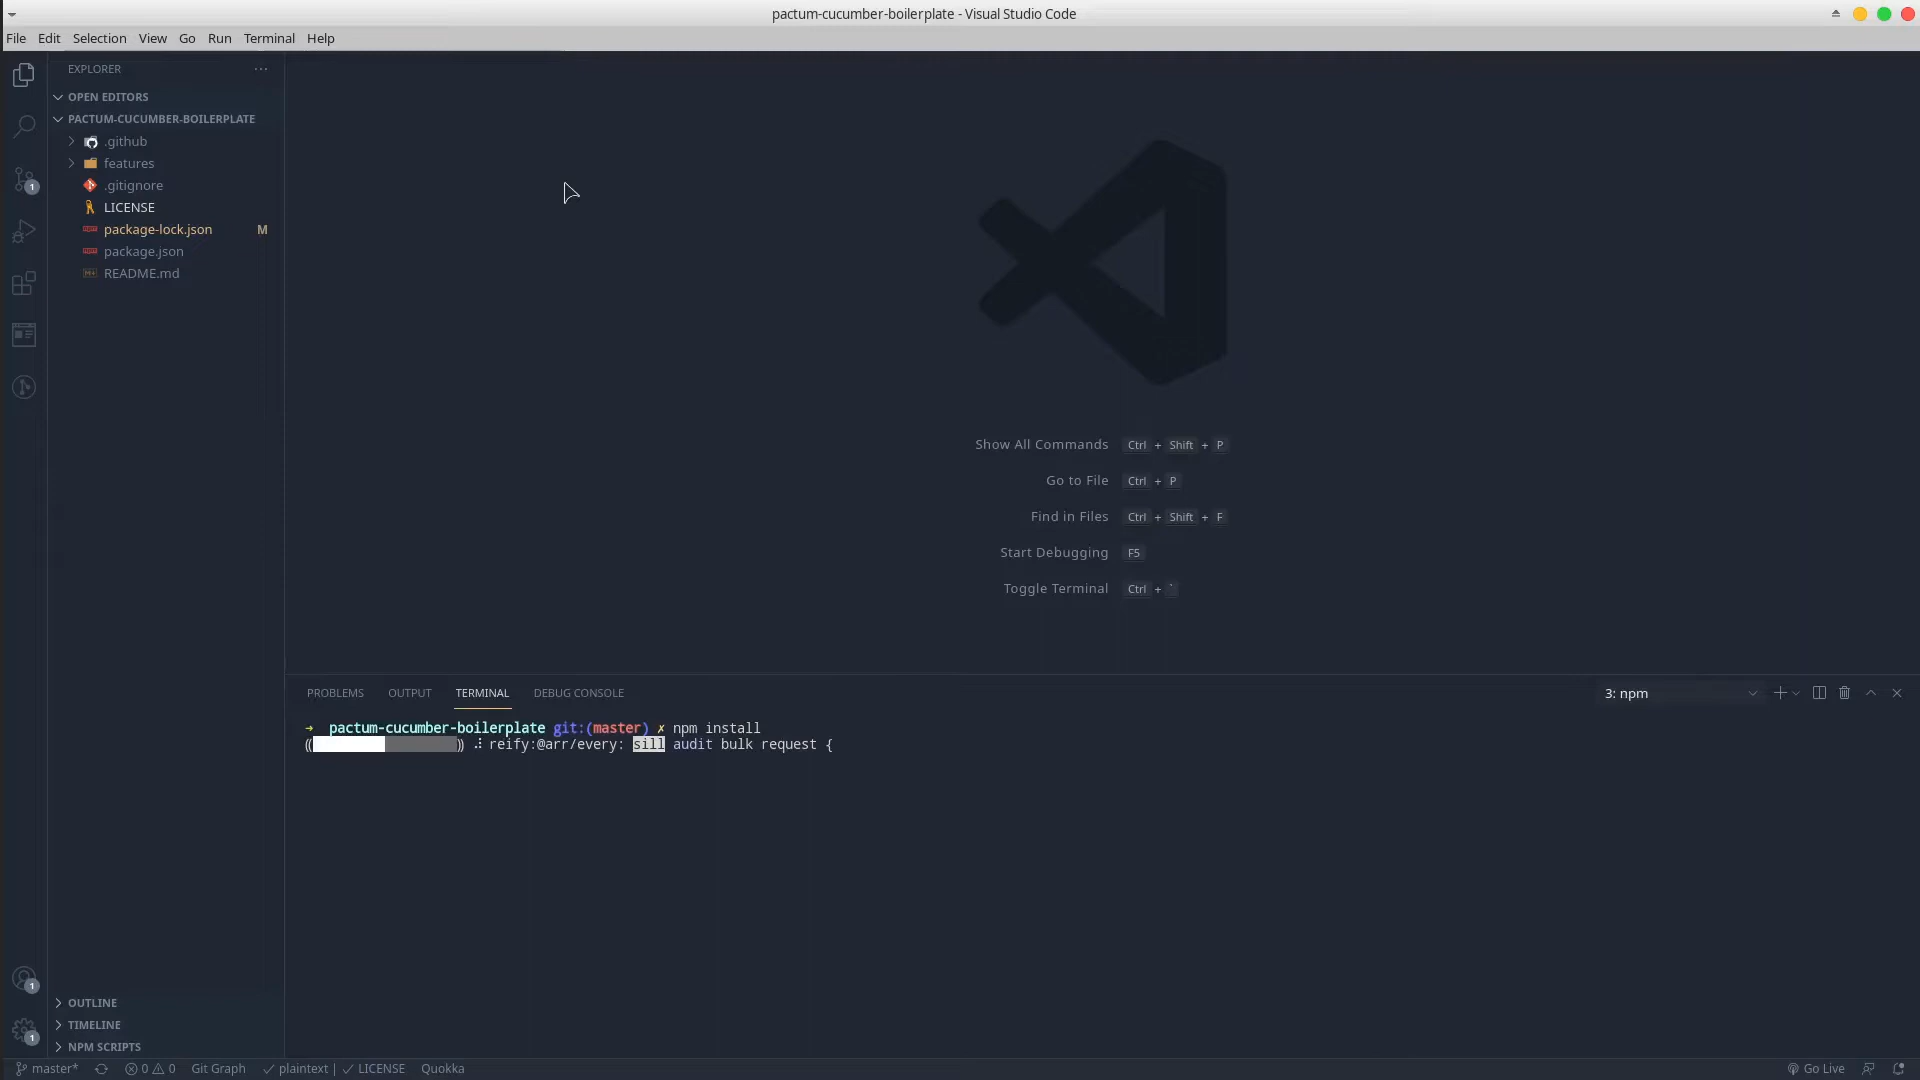 pactum-cucumber-boilerplate - Visual Studio Code
File Edit Selection View Go Run Terminal Help
EXPLORER
OPEN EDITORS
PACTUM-CUCUMBER-BOILERPLATE
.github
features
.gitignore
LICENSE
package-lock.json M
package.json
README.md
1
Show All Commands Ctrl + Shift + P
Go to File Ctrl + P
Find in Files Ctrl + Shift + F
Start Debugging F5
Toggle Terminal Ctrl + `
PROBLEMS OUTPUT TERMINAL DEBUG CONSOLE 3: npm
➜ pactum-cucumber-boilerplate git:(master) ✗ npm install
(( )) ⠼ reify:@arr/every: sill audit bulk request {
1
1
OUTLINE
TIMELINE
NPM SCRIPTS
master* 0 0 Git Graph ✓ plaintext | ✓ LICENSE Quokka Go Live